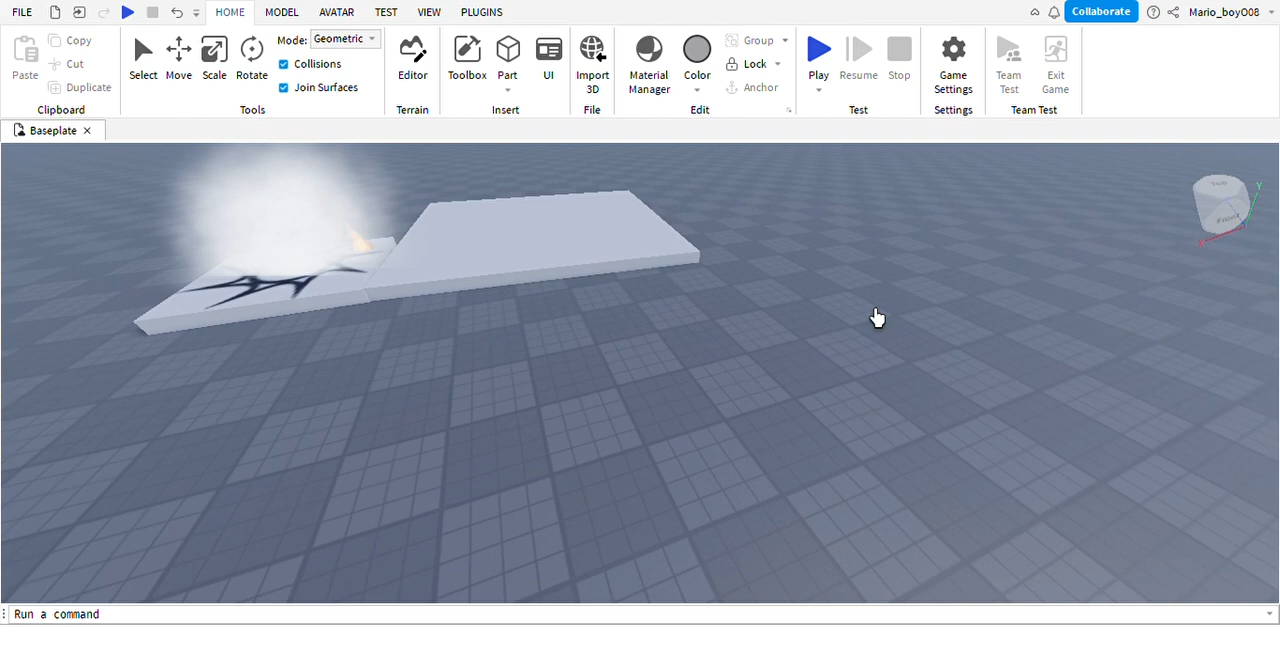 FILE HOME MODEL AVATAR TEST VIEW PLUGINS Collaborate Mario_boy008
Paste Copy Cut Duplicate Clipboard
Select Move Scale Rotate Mode: Geometric Collisions Join Surfaces Tools
Editor Terrain
Toolbox Part UI Insert
Import 3D File
Material Manager Color Group Lock Anchor Edit
Play Resume Stop Test
Game Settings Settings
Team Test Exit Game Team Test
Baseplate
Top
Front
Y
X
Run a command